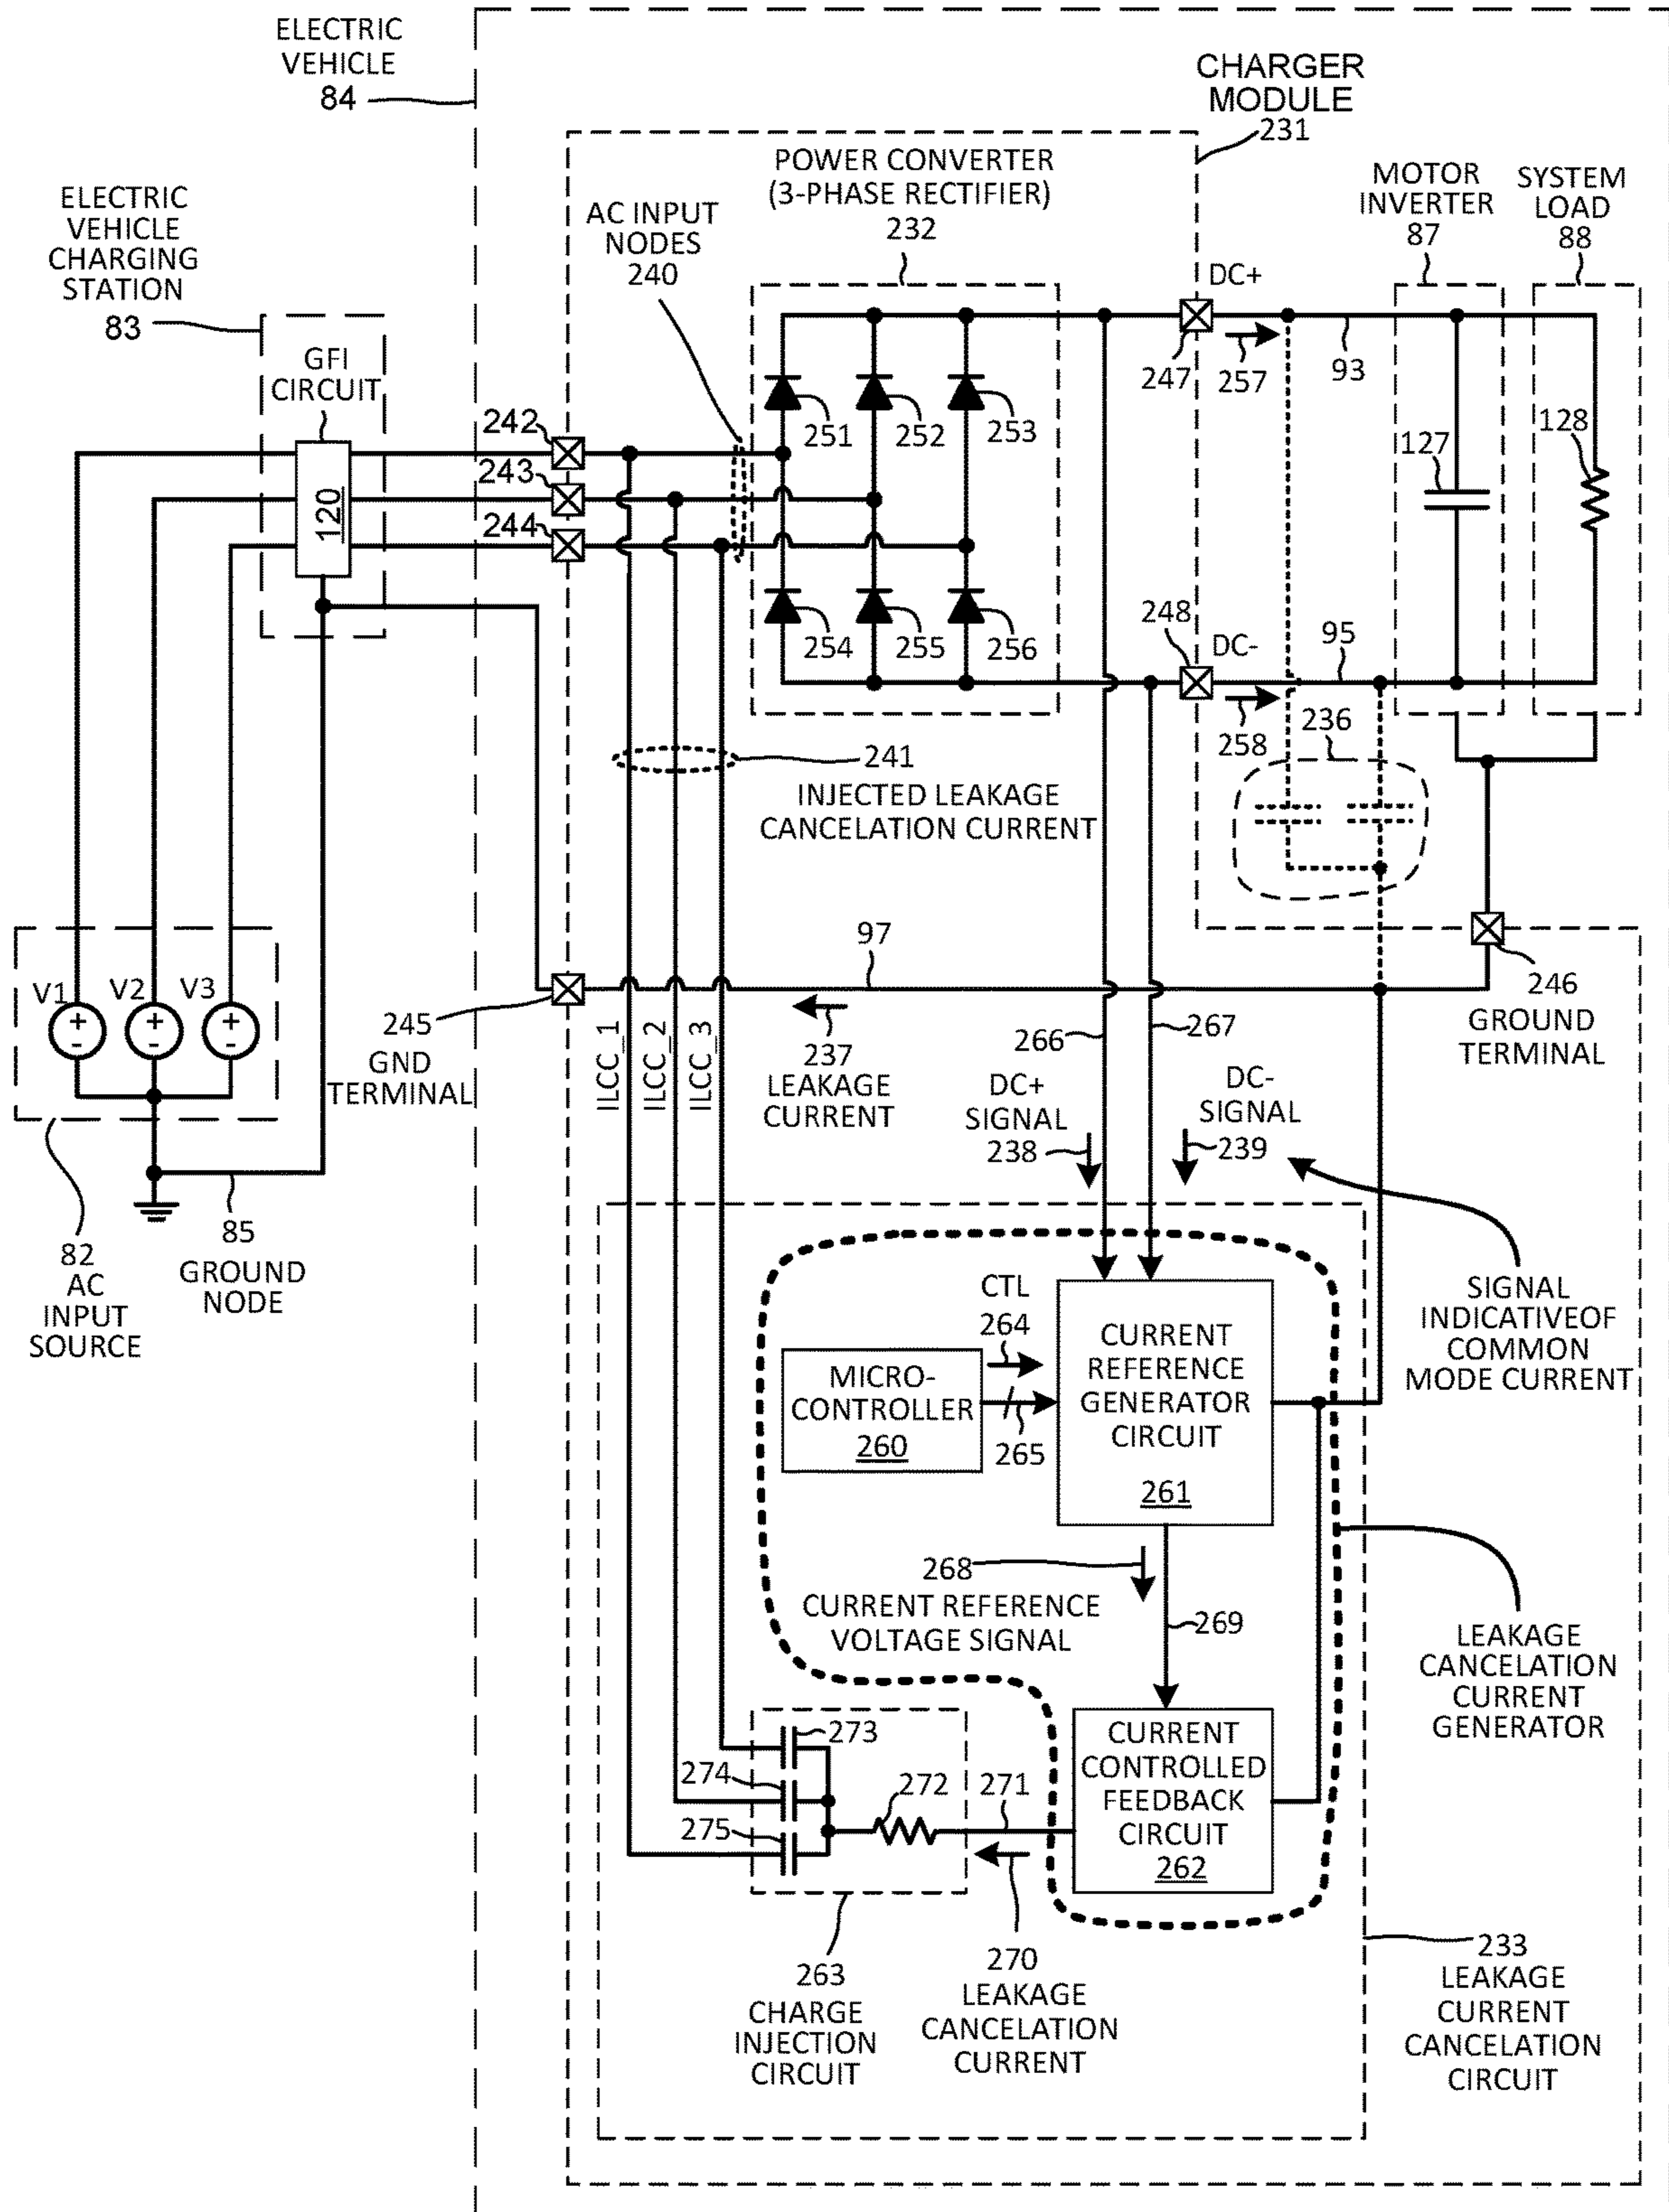 ELECTRIC
VEHICLE
84
CHARGER
MODULE
231
POWER CONVERTER
(3-PHASE RECTIFIER)
232
MOTOR
INVERTER
87
SYSTEM
LOAD
88
ELECTRIC
VEHICLE
CHARGING
STATION
83
AC INPUT
NODES
240
DC+
GFI
CIRCUIT
120
242
243
244
247
257
93
251
252
253
127
128
254
255
256
248
DC-
95
258
236
241
INJECTED LEAKAGE
CANCELATION CURRENT
97
V1
V2
V3
+
-
+
-
+
-
245
GND
TERMINAL
ILCC_1
ILCC_2
ILCC_3
237
LEAKAGE
CURRENT
266
267
246
GROUND
TERMINAL
DC+
SIGNAL
238
DC-
SIGNAL
239
82
AC
INPUT
SOURCE
85
GROUND
NODE
SIGNAL
INDICATIVEOF
COMMON
MODE CURRENT
CTL
264
265
MICRO-
CONTROLLER
260
CURRENT
REFERENCE
GENERATOR
CIRCUIT
261
268
CURRENT REFERENCE
VOLTAGE SIGNAL
269
LEAKAGE
CANCELATION
CURRENT
GENERATOR
273
274
275
272
271
CURRENT
CONTROLLED
FEEDBACK
CIRCUIT
262
263
CHARGE
INJECTION
CIRCUIT
270
LEAKAGE
CANCELATION
CURRENT
233
LEAKAGE
CURRENT
CANCELATION
CIRCUIT